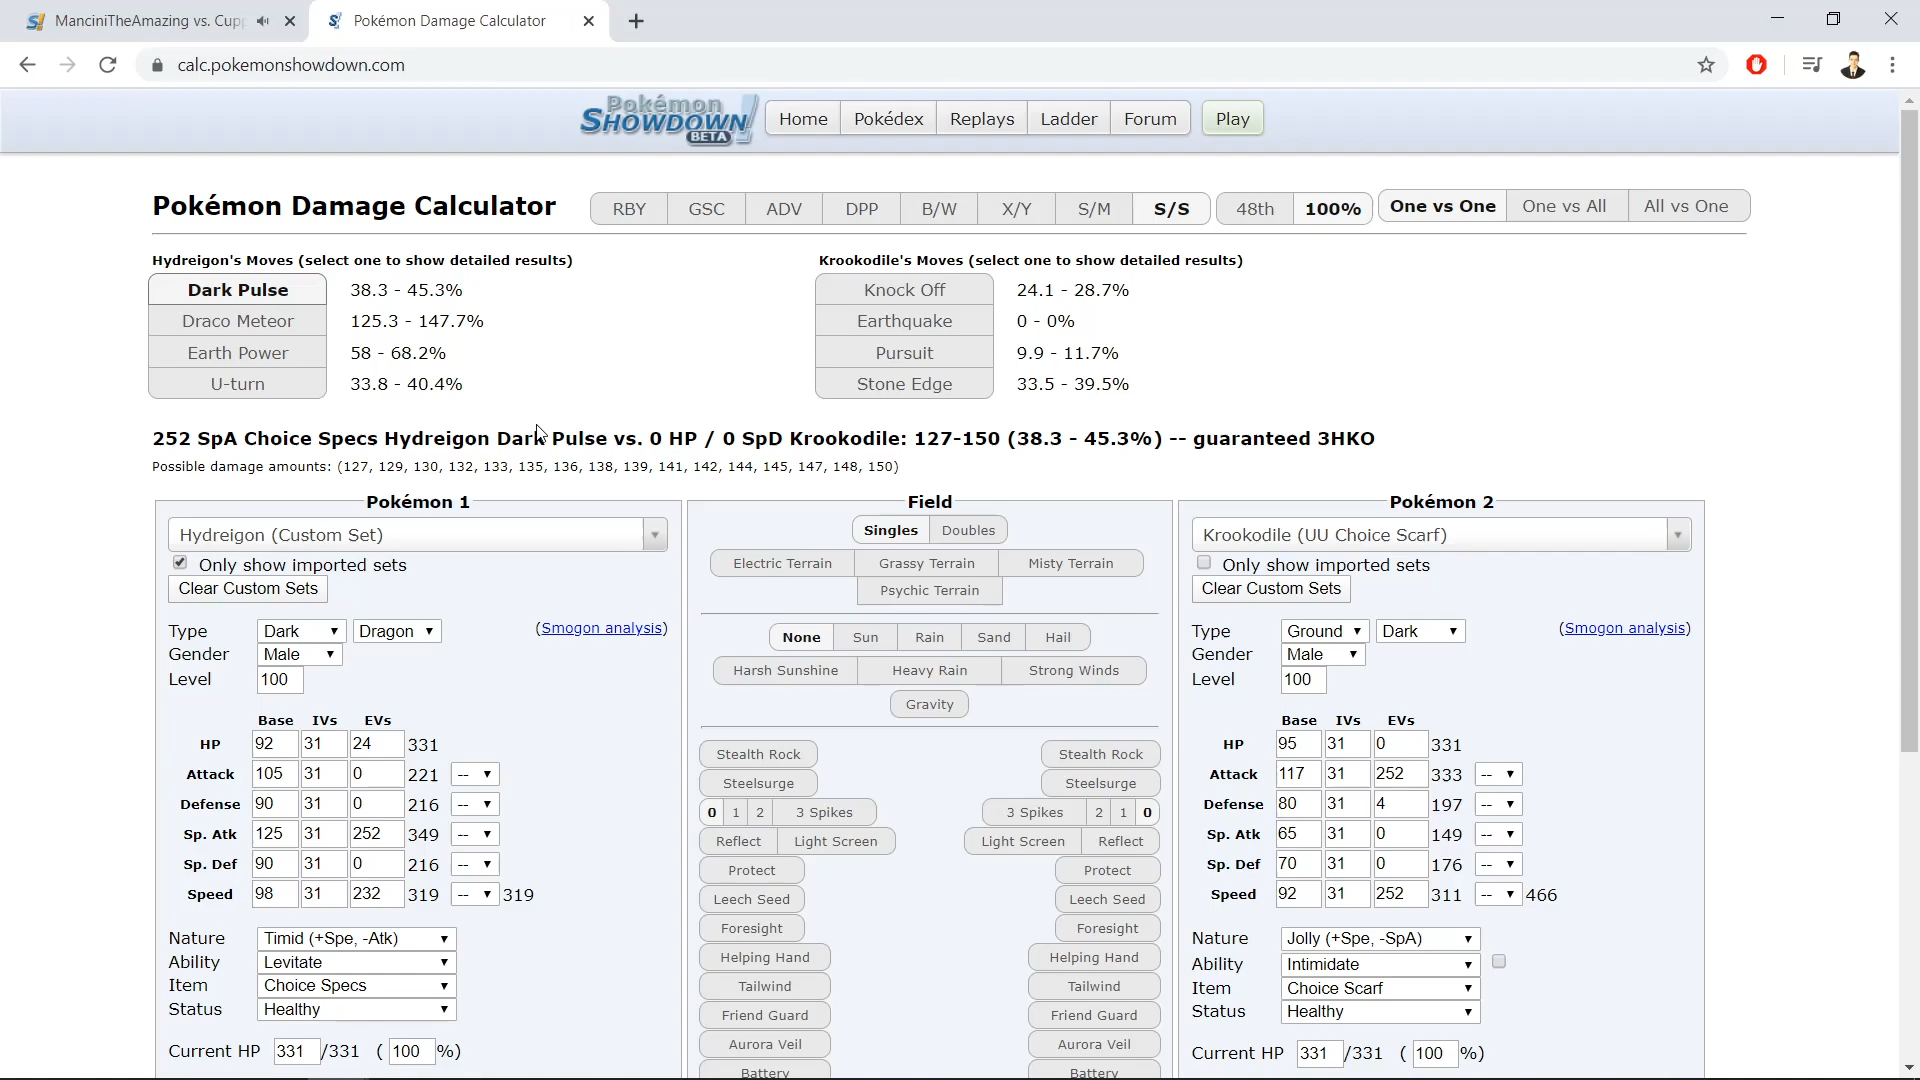 ManciniTheAmazing vs. Cupp
Pokémon Damage Calculator
calc.pokemonshowdown.com
Pokémon
SHOWDOWN!
BETA
Home Pokédex Replays Ladder Forum Play
Pokémon Damage Calculator RBY GSC ADV DPP B/W X/Y S/M S/S 48th 100% One vs One One vs All All vs One
Hydreigon's Moves (select one to show detailed results) Krookodile's Moves (select one to show detailed results)
Dark Pulse 38.3 - 45.3% Knock Off 24.1 - 28.7%
Draco Meteor 125.3 - 147.7% Earthquake 0 - 0%
Earth Power 58 - 68.2% Pursuit 9.9 - 11.7%
U-turn 33.8 - 40.4% Stone Edge 33.5 - 39.5%
252 SpA Choice Specs Hydreigon Dark Pulse vs. 0 HP / 0 SpD Krookodile: 127-150 (38.3 - 45.3%) -- guaranteed 3HKO
Possible damage amounts: (127, 129, 130, 132, 133, 135, 136, 138, 139, 141, 142, 144, 145, 147, 148, 150)
Pokémon 1
Hydreigon (Custom Set)
Only show imported sets
Clear Custom Sets
Type Dark Dragon (Smogon analysis)
Gender Male
Level 100
Base IVs EVs
HP 92 31 24 331
Attack 105 31 0 221 --
Defense 90 31 0 216 --
Sp. Atk 125 31 252 349 --
Sp. Def 90 31 0 216 --
Speed 98 31 232 319 -- 319
Nature Timid (+Spe, -Atk)
Ability Levitate
Item Choice Specs
Status Healthy
Current HP 331 /331 ( 100 %)
Field
Singles Doubles
Electric Terrain Grassy Terrain Misty Terrain
Psychic Terrain
None Sun Rain Sand Hail
Harsh Sunshine Heavy Rain Strong Winds
Gravity
Stealth Rock Stealth Rock
Steelsurge Steelsurge
0 1 2 3 Spikes 3 Spikes 2 1 0
Reflect Light Screen Light Screen Reflect
Protect Protect
Leech Seed Leech Seed
Foresight Foresight
Helping Hand Helping Hand
Tailwind Tailwind
Friend Guard Friend Guard
Aurora Veil Aurora Veil
Battery Battery
Pokémon 2
Krookodile (UU Choice Scarf)
Only show imported sets
Clear Custom Sets
Type Ground Dark (Smogon analysis)
Gender Male
Level 100
Base IVs EVs
HP 95 31 0 331
Attack 117 31 252 333 --
Defense 80 31 4 197 --
Sp. Atk 65 31 0 149 --
Sp. Def 70 31 0 176 --
Speed 92 31 252 311 -- 466
Nature Jolly (+Spe, -SpA)
Ability Intimidate
Item Choice Scarf
Status Healthy
Current HP 331 /331 ( 100 %)